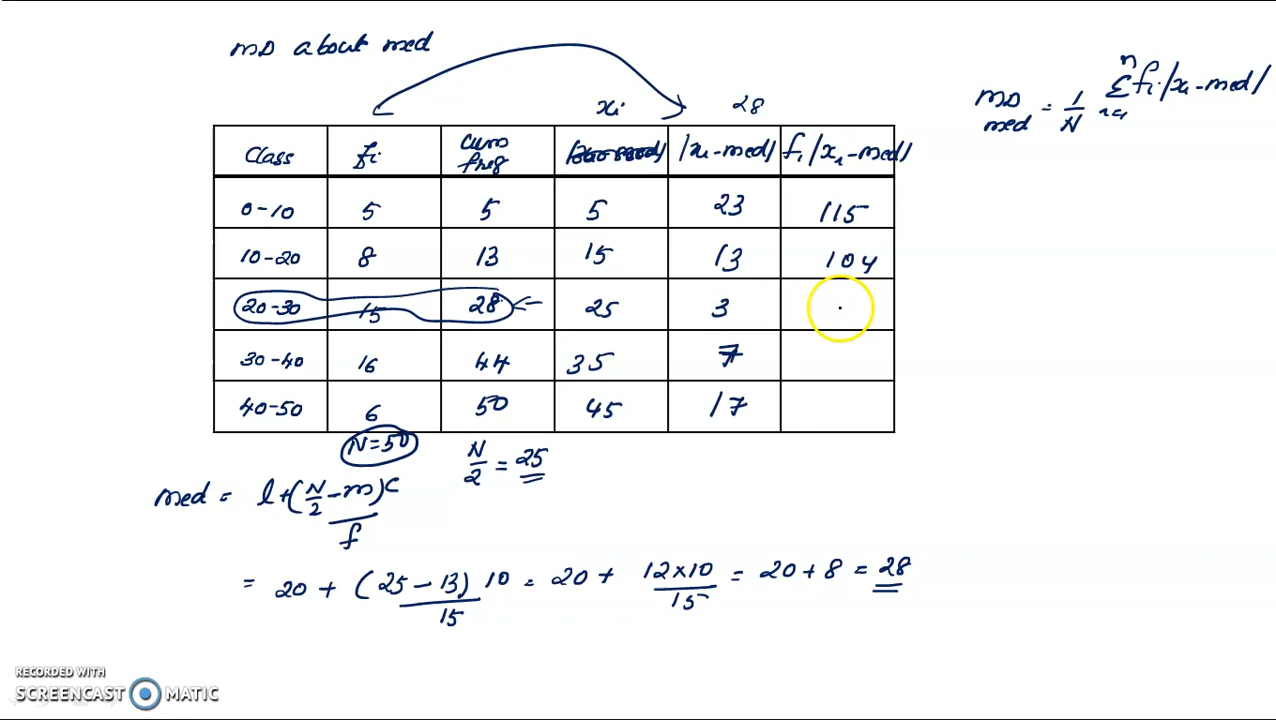 MD about med
MD med = 1/N Σ i=1 n fi |xi - med|
xi 28
Class fi Cum freq |xi - med| fi |xi - med|
0-10 5 5 5 23 115
10-20 8 13 15 13 104
20-30 15 28 25 3
30-40 16 44 35 7
40-50 6 50 45 17
N=50 N/2 = 25
med = l + (N/2 - m)c / f
= 20 + (25 - 13) 10 / 15 = 20 + 12×10 / 15 = 20 + 8 = 28
RECORDED WITH
SCREENCAST MATIC